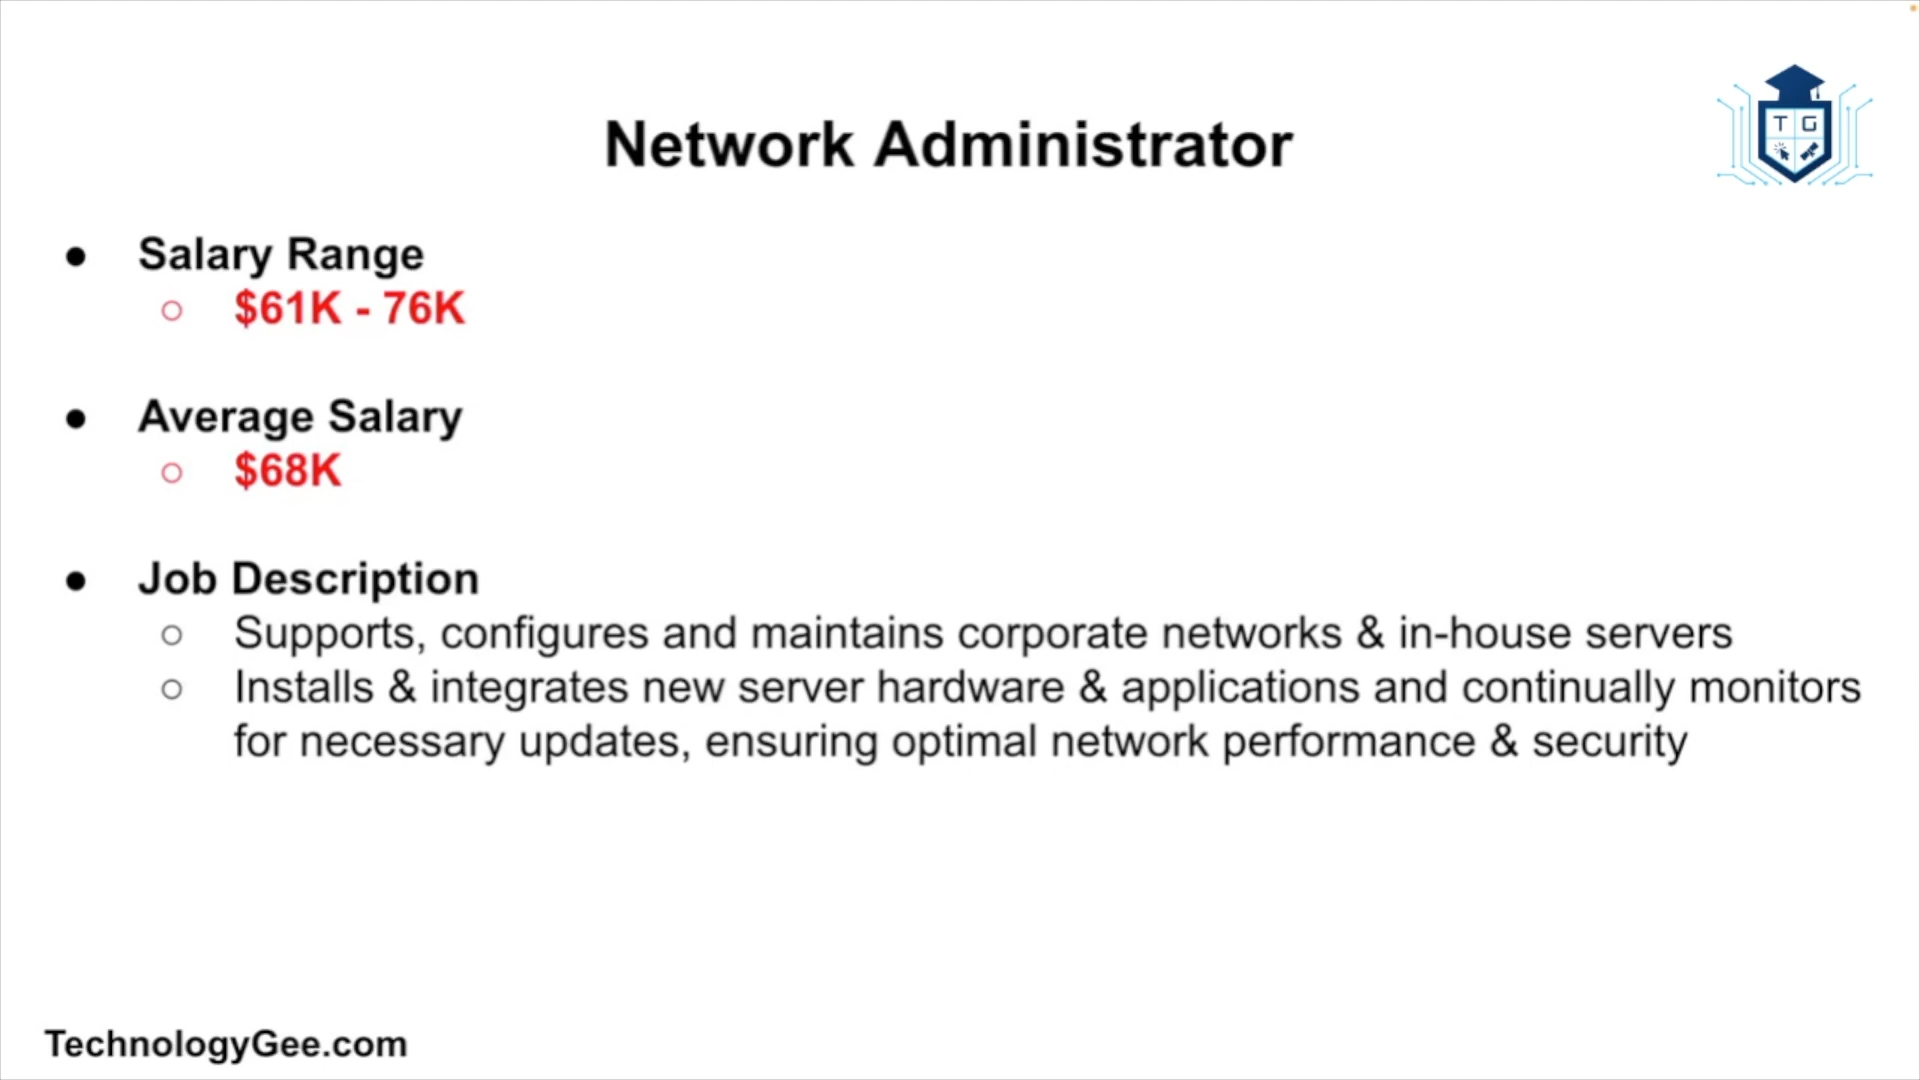 T G
Network Administrator
● Salary Range
○ $61K - 76K
● Average Salary
○ $68K
● Job Description
○ Supports, configures and maintains corporate networks & in-house servers
○ Installs & integrates new server hardware & applications and continually monitors
for necessary updates, ensuring optimal network performance & security
TechnologyGee.com